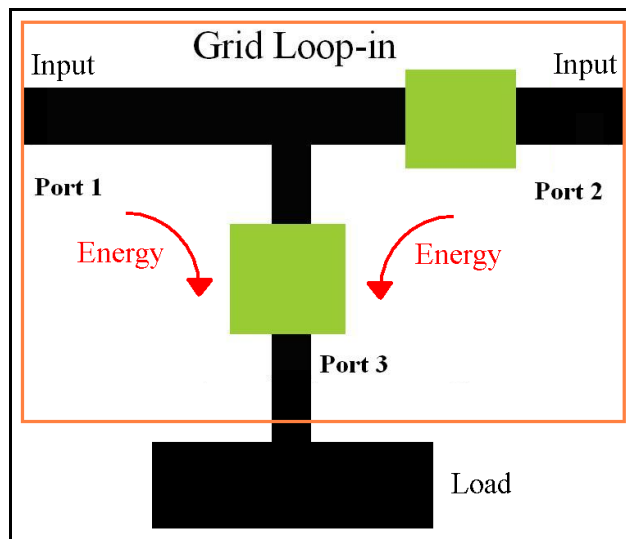 Grid Loop-in
Input
Input
Port 1
Port 2
Energy
Energy
Port 3
Load